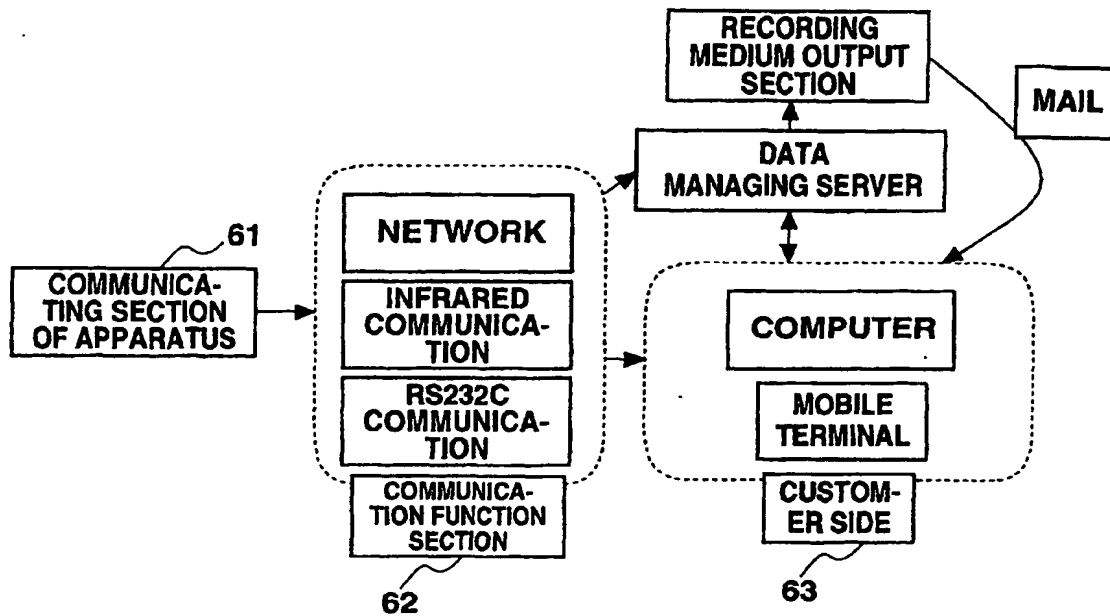 RECORDING
MEDIUM OUTPUT
SECTION
MAIL
DATA
MANAGING SERVER
61
COMMUNICA-
TING SECTION
OF APPARATUS
NETWORK
INFRARED
COMMUNICA-
TION
RS232C
COMMUNICA-
TION
COMMUNICA-
TION FUNCTION
SECTION
62
COMPUTER
MOBILE
TERMINAL
CUSTOM-
ER SIDE
63